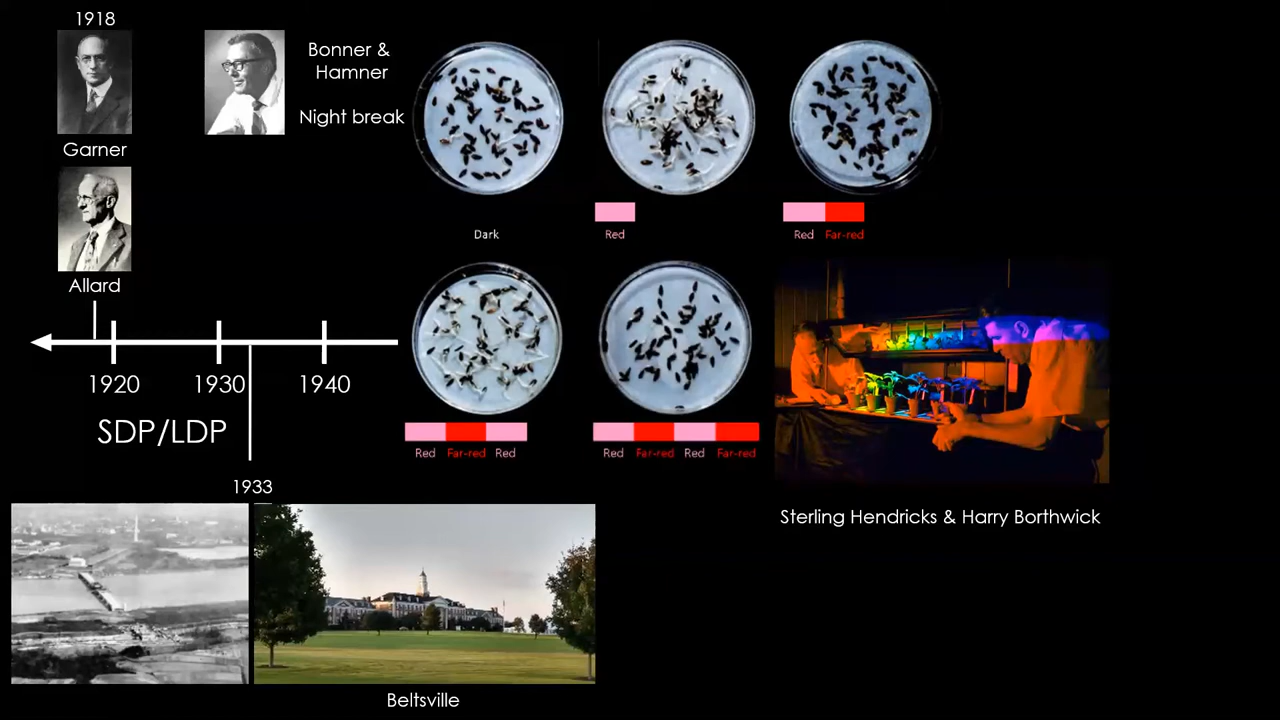 1918
Garner
Allard
Bonner &
Hamner
Night break
Dark
Red
Red Far-red
1920 1930 1940
SDP/LDP
Red Far-red Red
Red Far-red Red Far-red
1933
Sterling Hendricks & Harry Borthwick
Beltsville